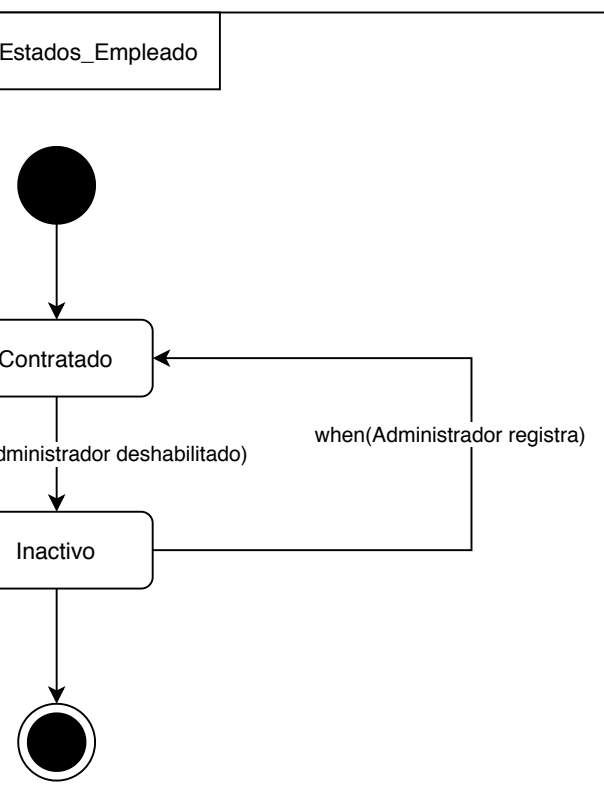 Estados_Empleado
Contratado
dministrador deshabilitado)
when(Administrador registra)
Inactivo